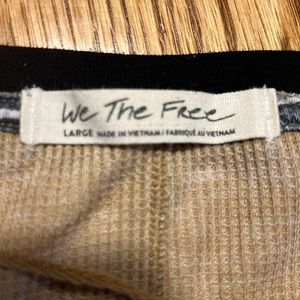 We The Free
LARGE MADE IN VIETNAM / FABRIQUÉ AU VIETNAM